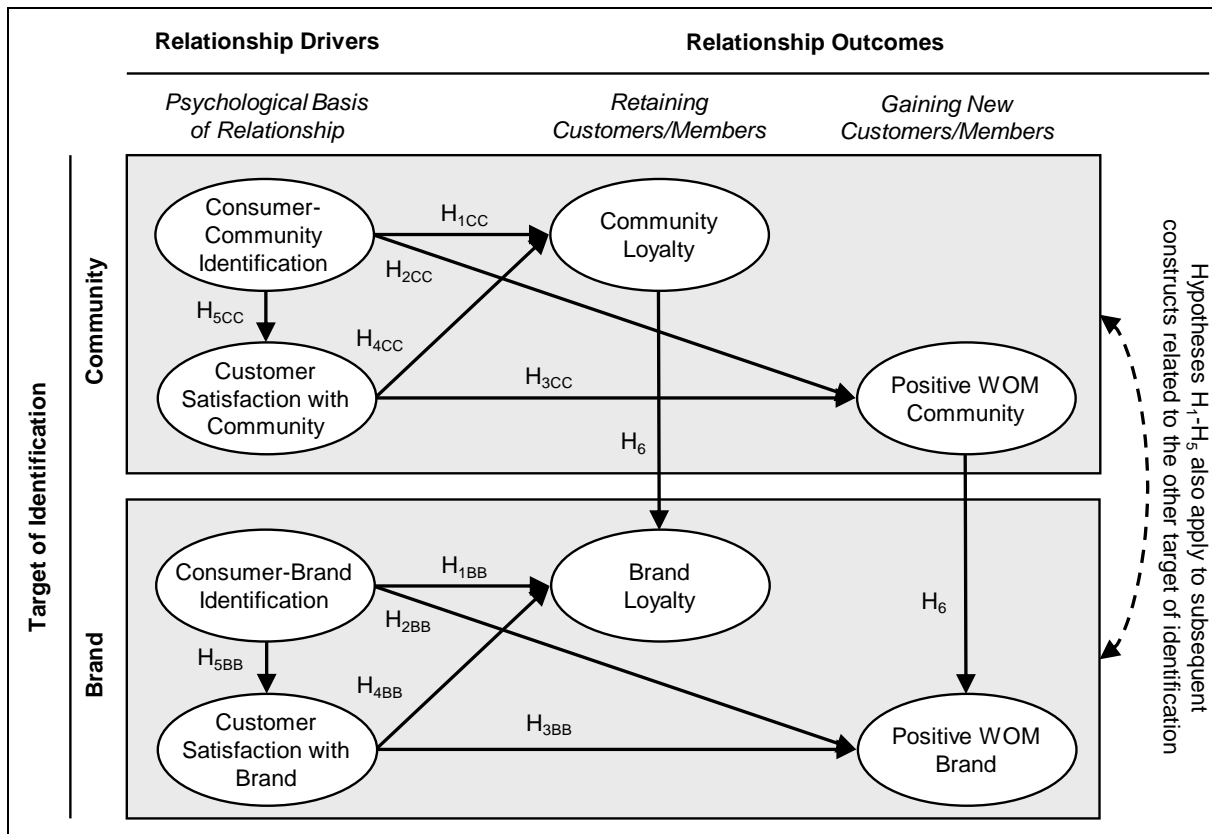 Relationship Drivers
Relationship Outcomes
Psychological Basis
of Relationship
Retaining
Customers/Members
Gaining New
Customers/Members
Target of Identification
Community
Consumer-
Community
Identification
H1CC
Community
Loyalty
H2CC
H5CC
H4CC
Customer
Satisfaction with
Community
H3CC
Positive WOM
Community
H6
Brand
Consumer-Brand
Identification
H1BB
Brand
Loyalty
H2BB
H6
H5BB
H4BB
Customer
Satisfaction with
Brand
H3BB
Positive WOM
Brand
Hypotheses H1-H5 also apply to subsequent
constructs related to the other target of identification